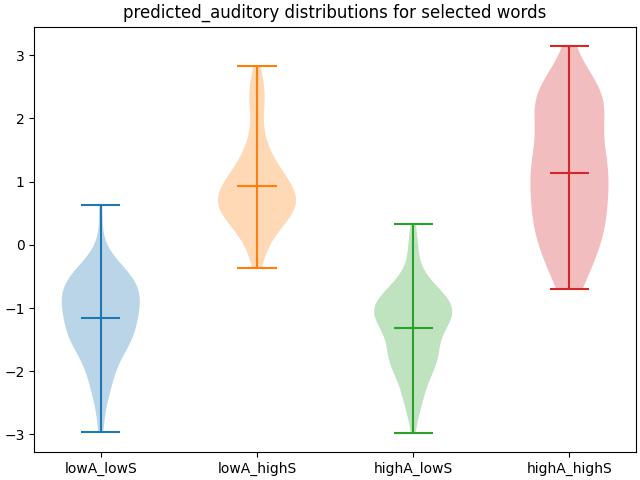 predicted_auditory distributions for selected words
3
2
1
0
−1
−2
−3
lowA_lowS
lowA_highS
highA_lowS
highA_highS